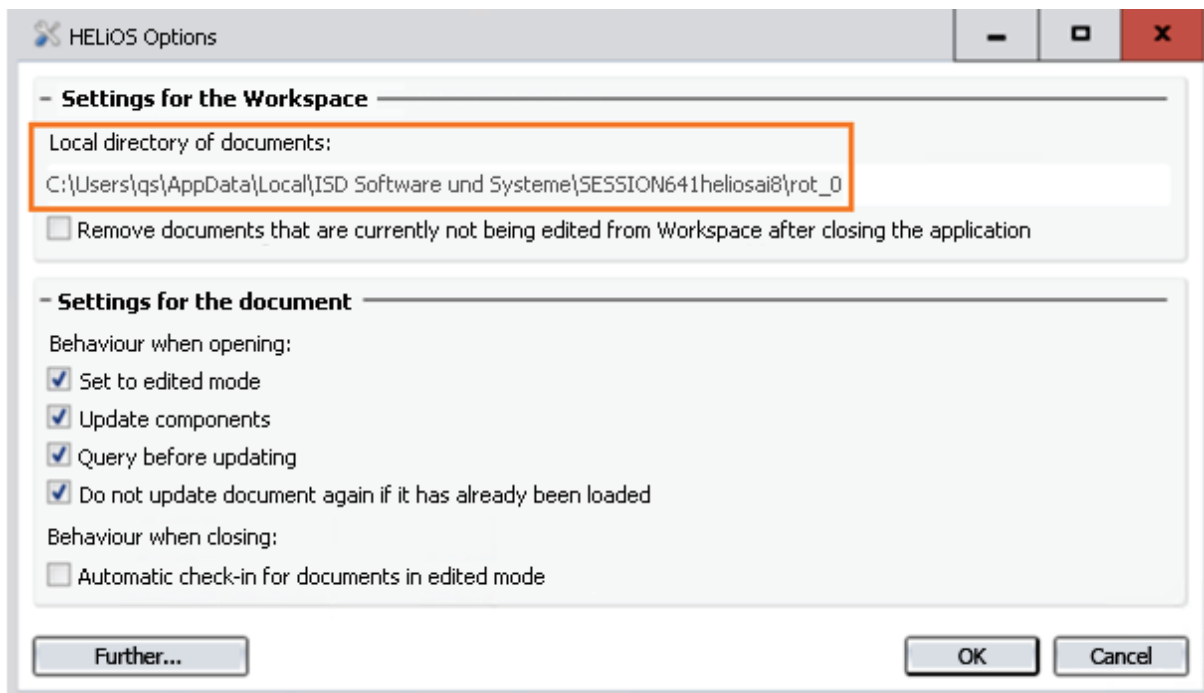 HELiOS Options
Settings for the Workspace
Local directory of documents:
C:\Users\qs\AppData\Local\ISD Software und Systeme\SESSION641heliosai8\rot_0
Remove documents that are currently not being edited from Workspace after closing the application
Settings for the document
Behaviour when opening:
Set to edited mode
Update components
Query before updating
Do not update document again if it has already been loaded
Behaviour when closing:
Automatic check-in for documents in edited mode
Further... OK Cancel